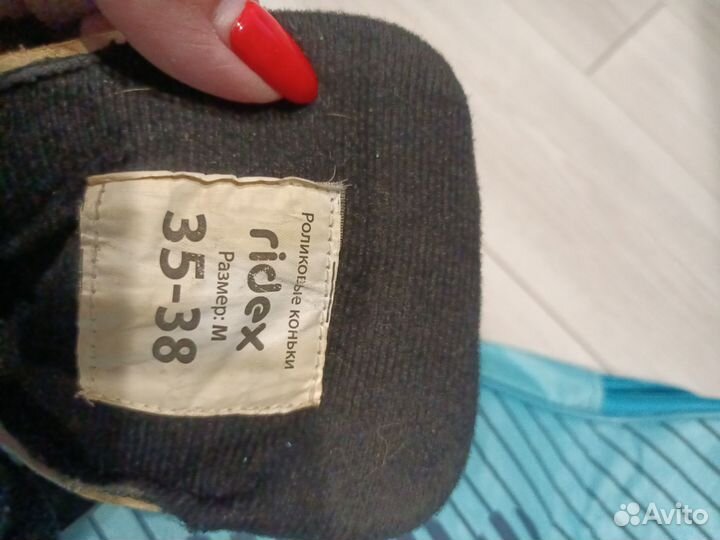 Роликовые коньки
ridex
Размер: M
35-38
Avito